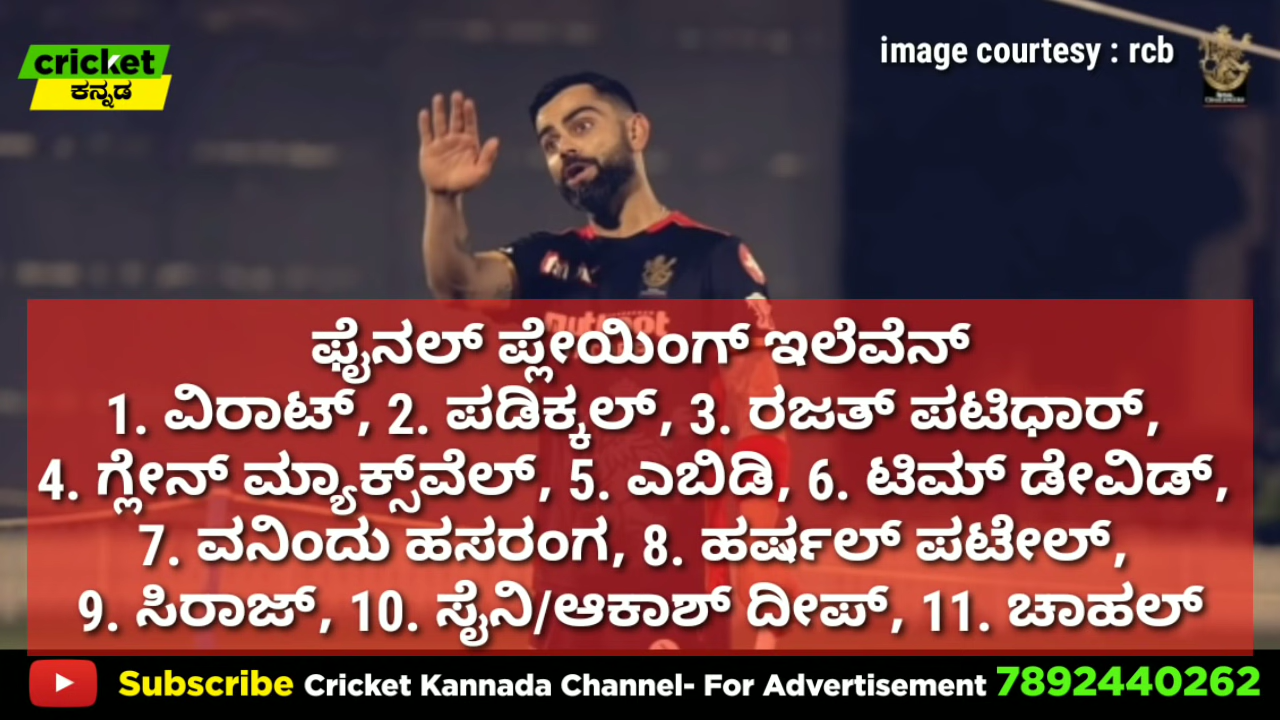 cricket
ಕನ್ನಡ
image courtesy : rcb
ಫೈನಲ್ ಪ್ಲೇಯಿಂಗ್ ಇಲೆವೆನ್
1. ವಿರಾಟ್, 2. ಪಡಿಕ್ಕಲ್, 3. ರಜತ್ ಪಟಿಧಾರ್,
4. ಗ್ಲೇನ್ ಮ್ಯಾಕ್ಸ್‌ವೆಲ್, 5. ಎಬಿಡಿ, 6. ಟಿಮ್ ಡೇವಿಡ್,
7. ವನಿಂದು ಹಸರಂಗ, 8. ಹರ್ಷಲ್ ಪಟೇಲ್,
9. ಸಿರಾಜ್, 10. ಸೈನಿ/ಆಕಾಶ್ ದೀಪ್, 11. ಚಾಹಲ್
Subscribe Cricket Kannada Channel- For Advertisement 7892440262